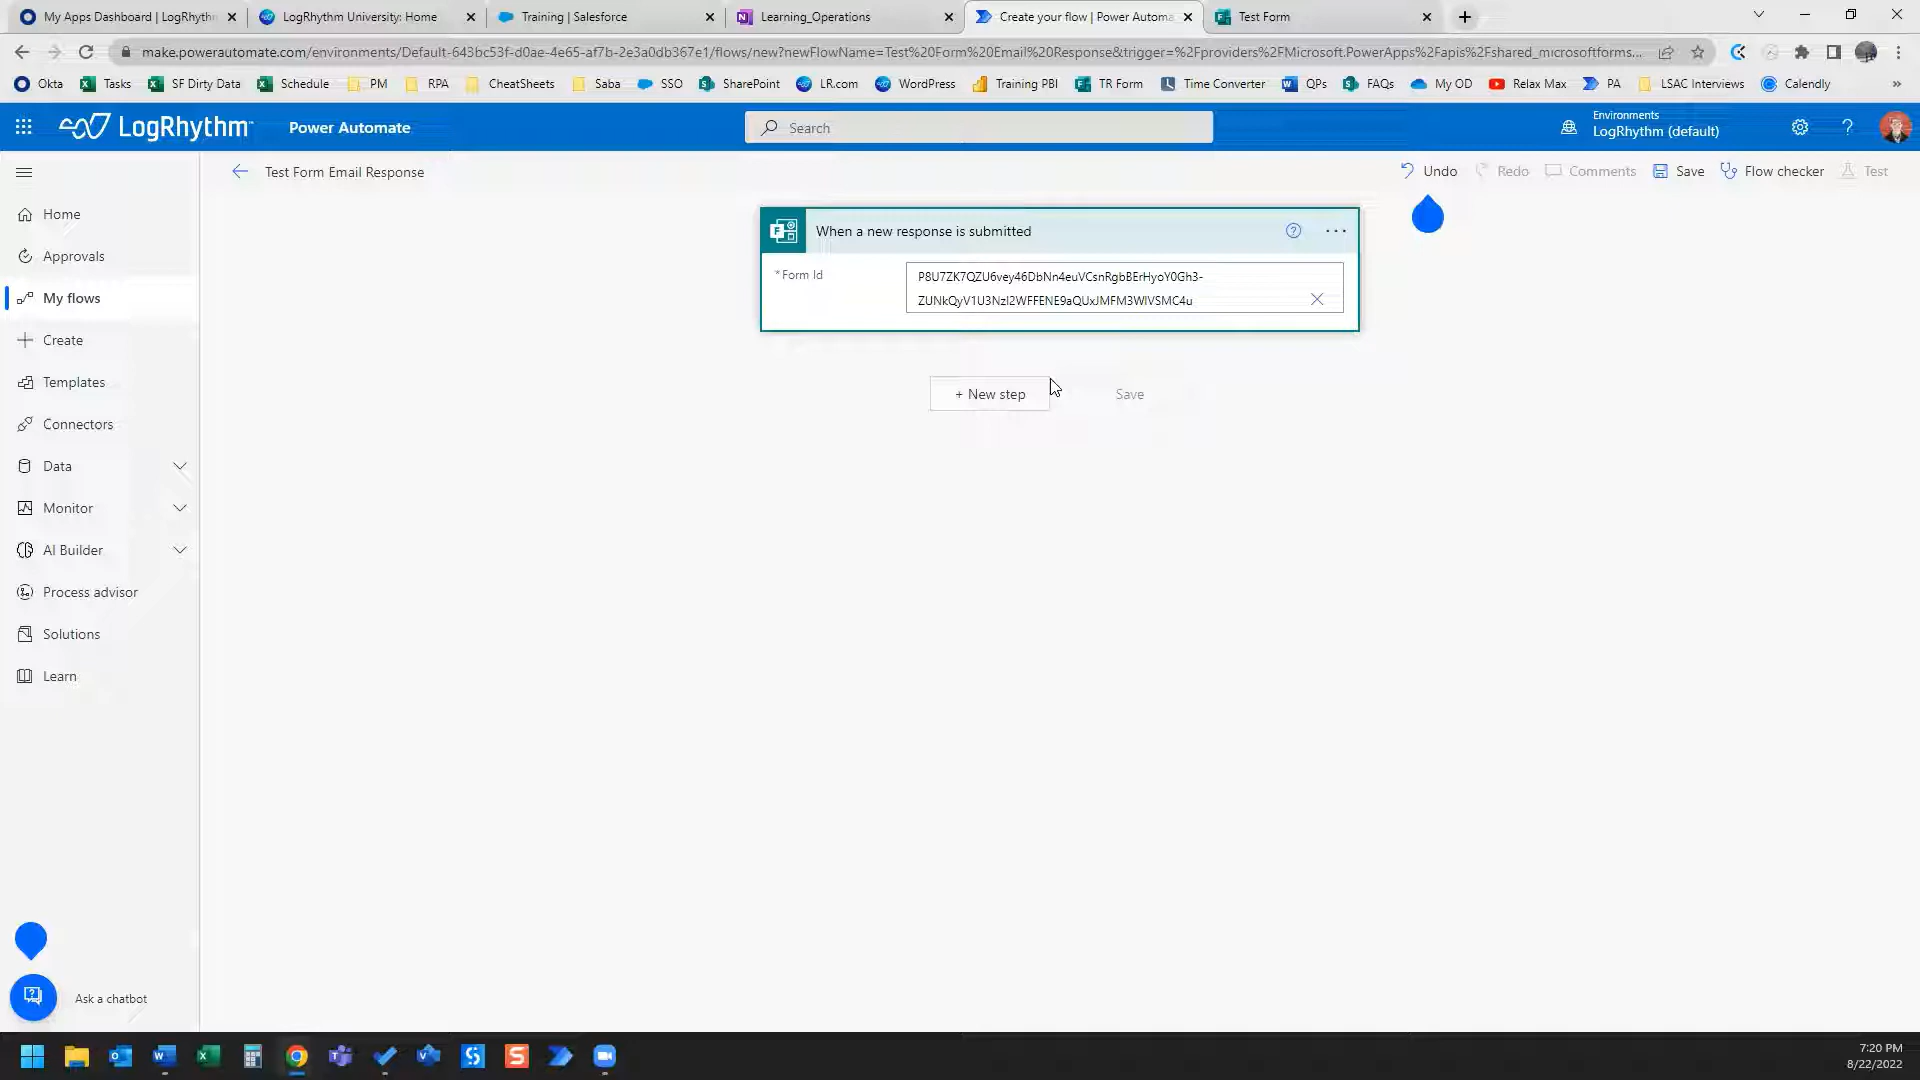 My Apps Dashboard | LogRhythm
LogRhythm University: Home
Training | Salesforce
Learning_Operations
Create your flow | Power Automa
Test Form
make.powerautomate.com/environments/Default-643bc53f-d0ae-4e65-af7b-2e3a0db367e1/flows/new?newFlowName=Test%20Form%20Email%20Response&trigger=%2Fproviders%2FMicrosoft.PowerApps%2Fapis%2Fshared_microsoftforms...
Okta
Tasks
SF Dirty Data
Schedule
PM
RPA
CheatSheets
Saba
SSO
SharePoint
LR.com
WordPress
Training PBI
TR Form
Time Converter
QPs
FAQs
My OD
Relax Max
PA
LSAC Interviews
Calendly
»
LogRhythm
Power Automate
Search
Environments
LogRhythm (default)
Test Form Email Response
Undo
Redo
Comments
Save
Flow checker
Test
Home
Approvals
My flows
Create
Templates
Connectors
Data
Monitor
AI Builder
Process advisor
Solutions
Learn
When a new response is submitted
* Form Id
P8U7ZK7QZU6vey46DbNn4euVCsnRgbBErHyoY0Gh3-
ZUNkQyV1U3NzI2WFFENE9aQUxJMFM3WlVSMC4u
+ New step
Save
Ask a chatbot
7:20 PM
8/22/2022